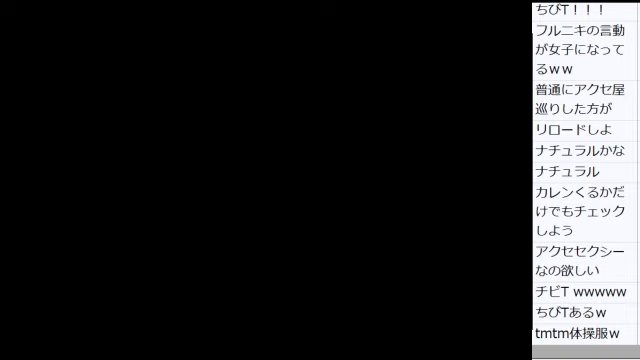 ちびT！！！
フルニキの言動
が女子になって
るｗｗ
普通にアクセ屋
巡りした方が
リロードしよ
ナチュラルかな
ナチュラル
カレンくるかだ
けでもチェック
しよう
アクセセクシー
なの欲しい
チビT wwwww
ちびTあるｗ
tmtm体操服ｗ